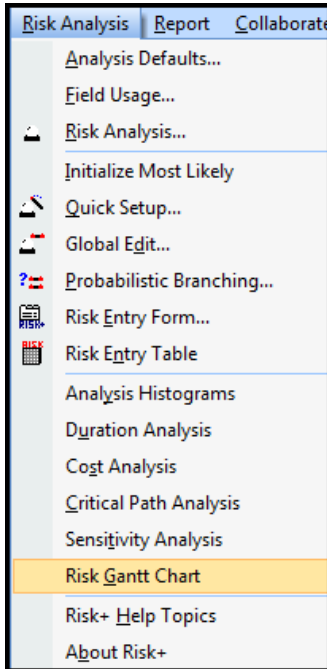 Risk Analysis Report Collaborate
Analysis Defaults...
Field Usage...
Risk Analysis...
Initialize Most Likely
Quick Setup...
Global Edit...
? Probabilistic Branching...
RISK+ Risk Entry Form...
RISK Risk Entry Table
Analysis Histograms
Duration Analysis
Cost Analysis
Critical Path Analysis
Sensitivity Analysis
Risk Gantt Chart
Risk+ Help Topics
About Risk+